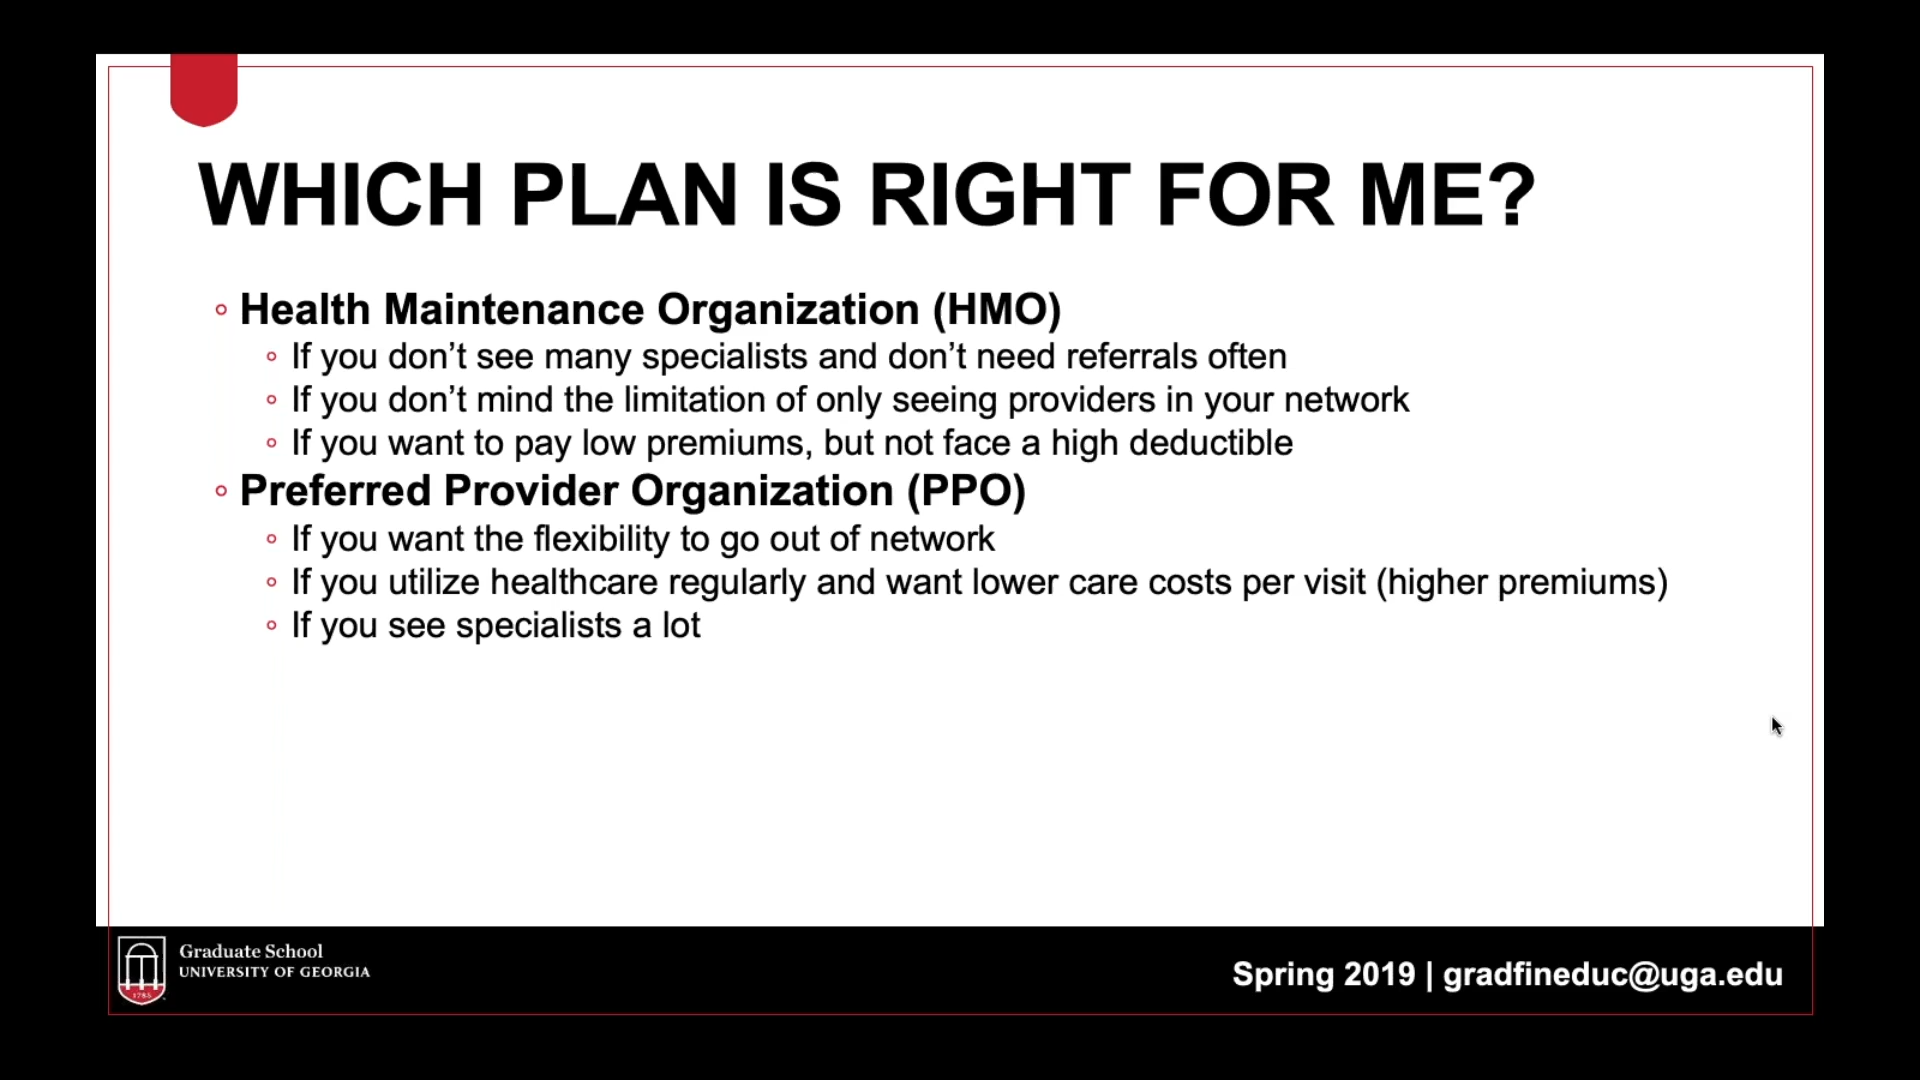 WHICH PLAN IS RIGHT FOR ME?
Health Maintenance Organization (HMO)
If you don’t see many specialists and don’t need referrals often
If you don’t mind the limitation of only seeing providers in your network
If you want to pay low premiums, but not face a high deductible
Preferred Provider Organization (PPO)
If you want the flexibility to go out of network
If you utilize healthcare regularly and want lower care costs per visit (higher premiums)
If you see specialists a lot
1785
Graduate School
UNIVERSITY OF GEORGIA
Spring 2019 | gradfineduc@uga.edu